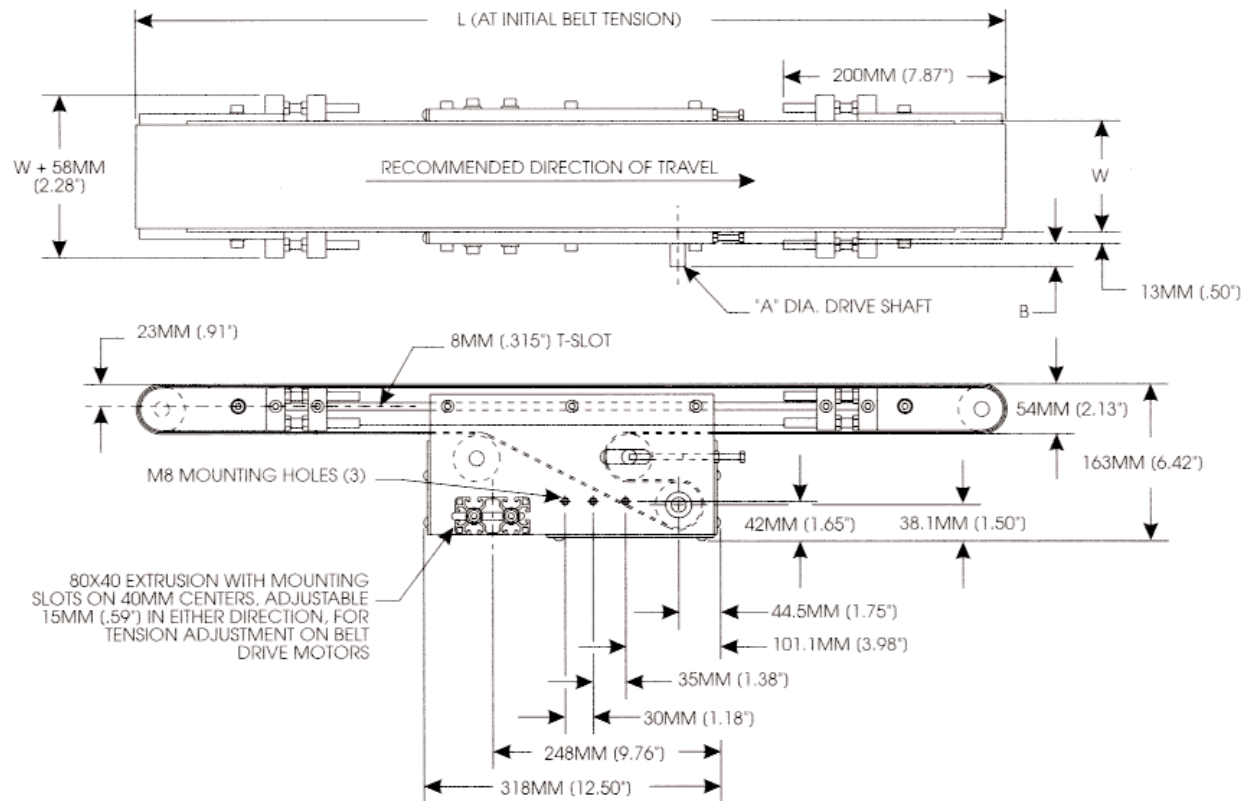 L (AT INITIAL BELT TENSION)
200MM (7.87")
W + 58MM
(2.28")
RECOMMENDED DIRECTION OF TRAVEL
W
"A" DIA. DRIVE SHAFT
B
13MM (.50")
23MM (.91")
8MM (.315") T-SLOT
54MM (2.13")
163MM (6.42")
M8 MOUNTING HOLES (3)
42MM (1.65")
38.1MM (1.50")
80X40 EXTRUSION WITH MOUNTING
SLOTS ON 40MM CENTERS, ADJUSTABLE
15MM (.59") IN EITHER DIRECTION, FOR
TENSION ADJUSTMENT ON BELT
DRIVE MOTORS
44.5MM (1.75")
101.1MM (3.98")
35MM (1.38")
30MM (1.18")
248MM (9.76")
318MM (12.50")